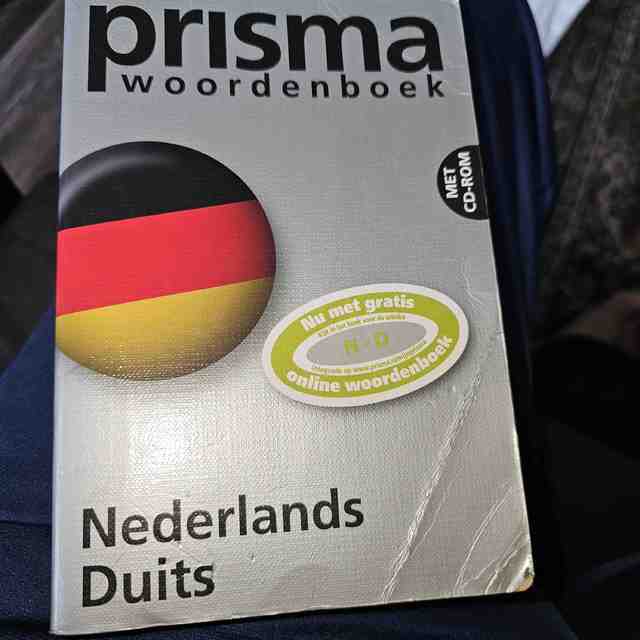 prisma
woordenboek
MET
CD-ROM
Nu met gratis
N - D
online woordenboek
Nederlands
Duits